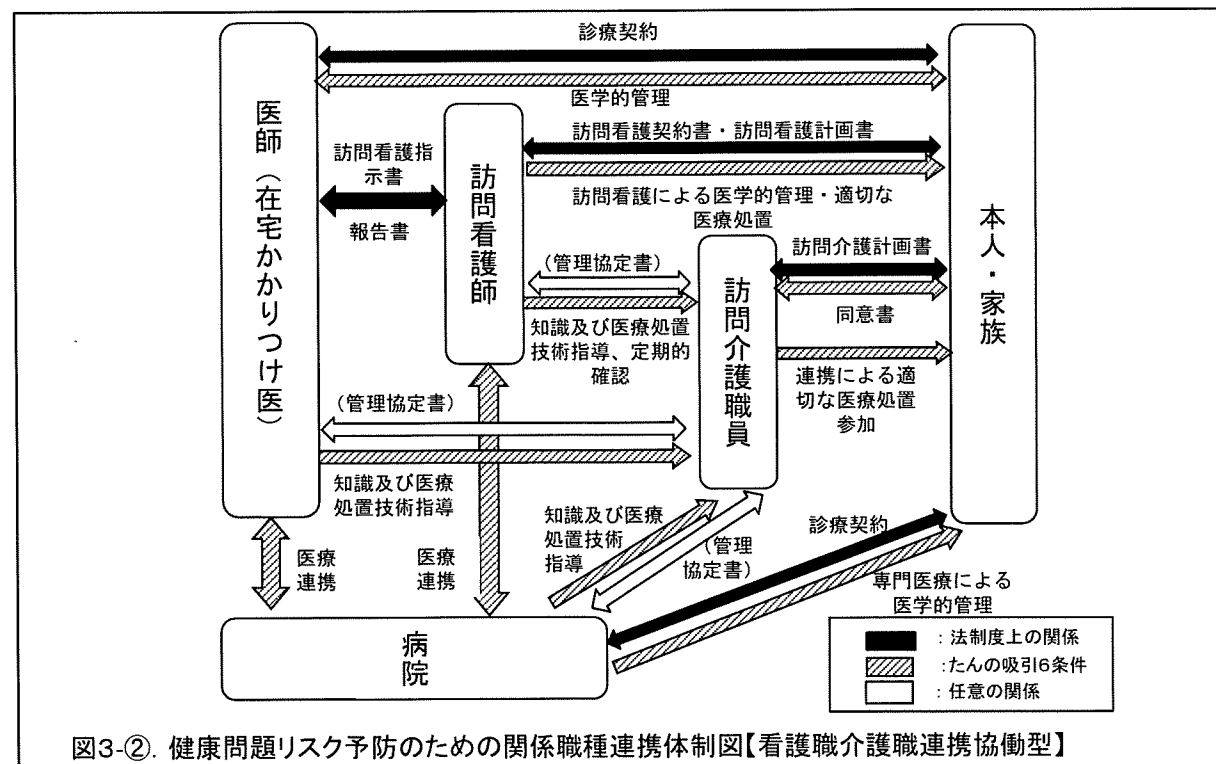 診療契約
医学的管理
医師（在宅かかりつけ医）
訪問看護指
示書
報告書
訪問看護師
訪問看護契約書・訪問看護計画書
訪問看護による医学的管理・適切な
医療処置
（管理協定書）
知識及び医療処置
技術指導、定期的
確認
訪問介護職員
訪問介護計画書
同意書
連携による適
切な医療処置
参加
本人・家族
（管理協定書）
知識及び医療
処置技術指導
医療
連携
医療
連携
知識及び医療
処置技術
指導
（管理
協定書）
診療契約
専門医療による
医学的管理
病院
：法制度上の関係
：たんの吸引6条件
：任意の関係
図3-②. 健康問題リスク予防のための関係職種連携体制図【看護職介護職連携協働型】